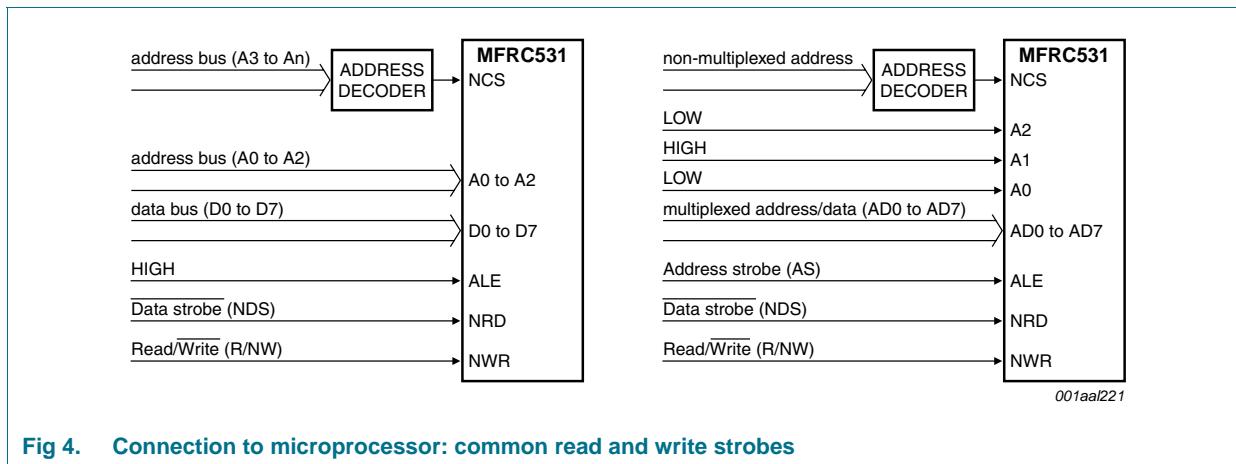 address bus (A3 to An)
ADDRESS
DECODER
MFRC531
NCS
address bus (A0 to A2)
A0 to A2
data bus (D0 to D7)
D0 to D7
HIGH
ALE
Data strobe (NDS)
NRD
Read/Write (R/NW)
NWR
non-multiplexed address
ADDRESS
DECODER
MFRC531
NCS
LOW
A2
HIGH
A1
LOW
A0
multiplexed address/data (AD0 to AD7)
AD0 to AD7
Address strobe (AS)
ALE
Data strobe (NDS)
NRD
Read/Write (R/NW)
NWR
001aal221
Fig 4. Connection to microprocessor: common read and write strobes